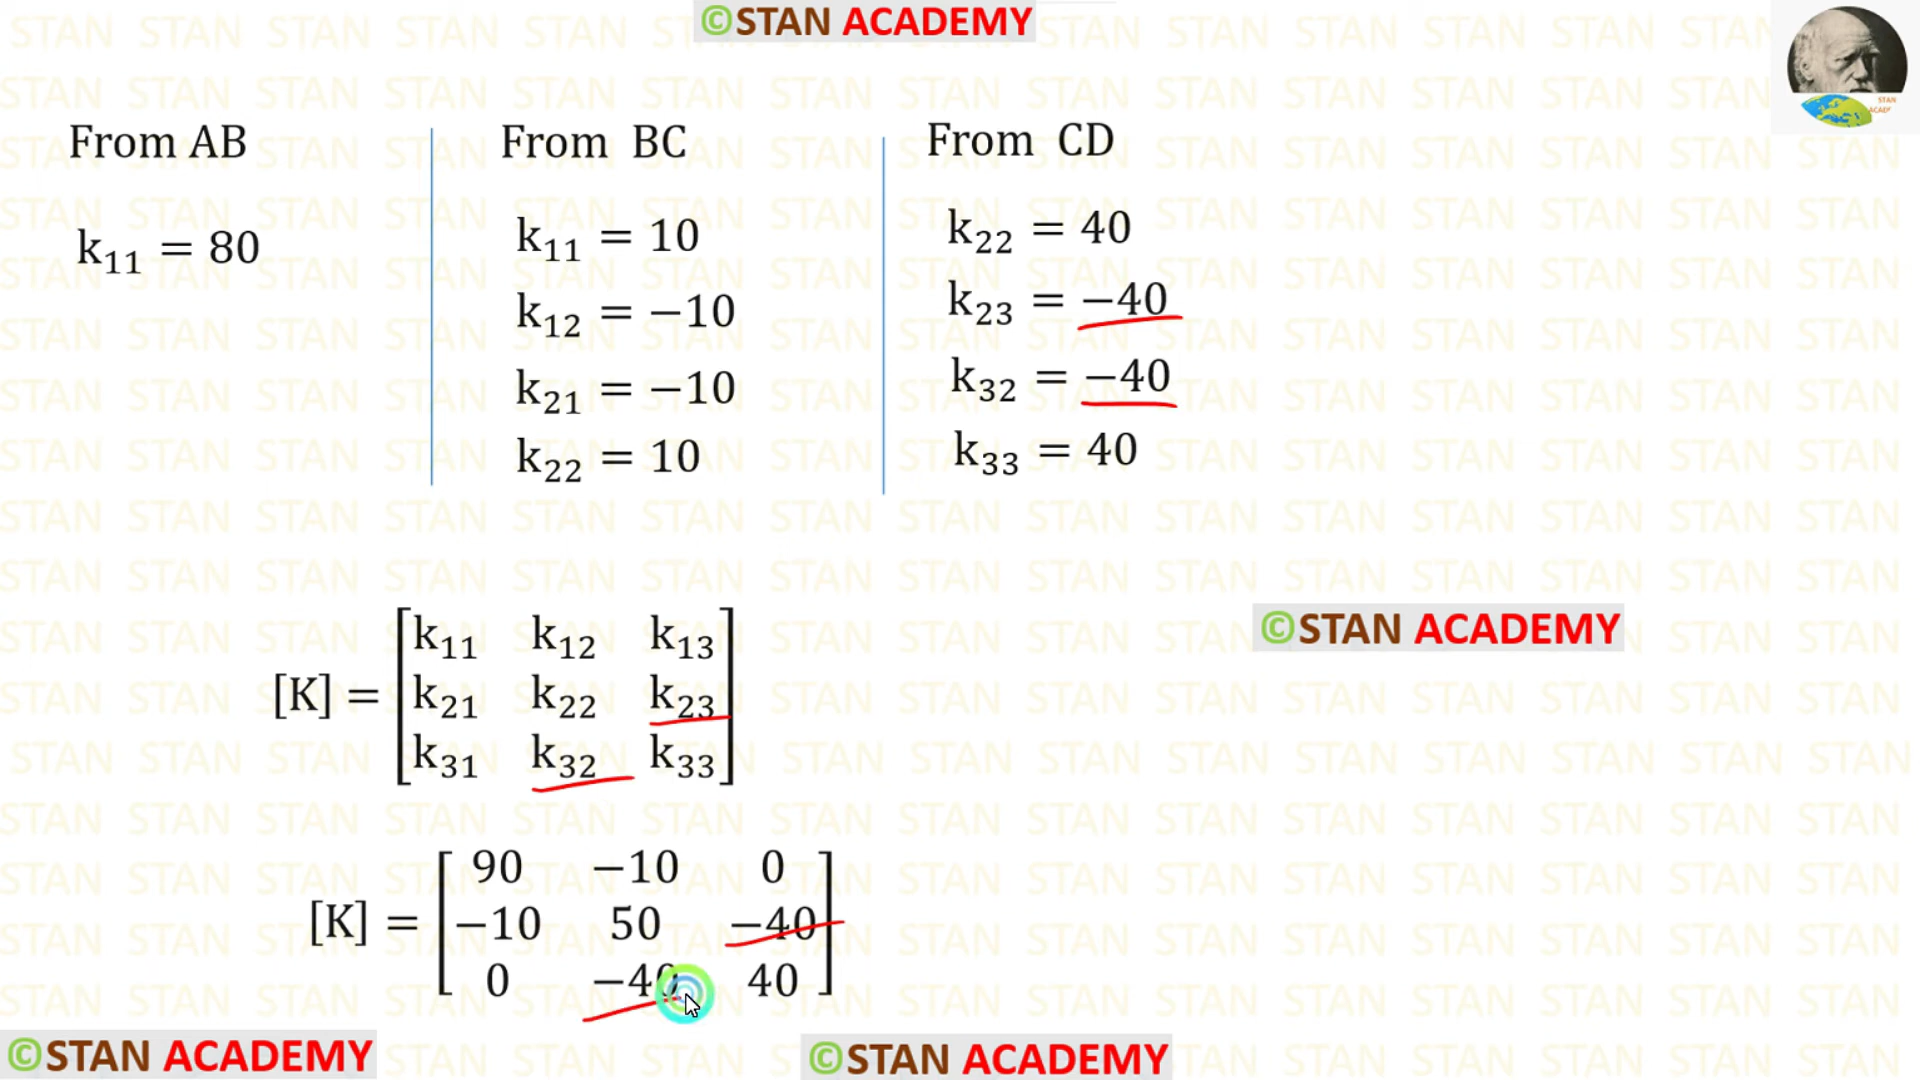 ©STAN ACADEMY
STAN ACADY
From AB
k₁₁ = 80
From BC
k₁₁ = 10
k₁₂ = −10
k₂₁ = −10
k₂₂ = 10
From CD
k₂₂ = 40
k₂₃ = −40
k₃₂ = −40
k₃₃ = 40
©STAN ACADEMY
[K] = [k₁₁ k₁₂ k₁₃
k₂₁ k₂₂ k₂₃
k₃₁ k₃₂ k₃₃]
[K] = [90 −10 0
−10 50 −40
0 −40 40]
©STAN ACADEMY
©STAN ACADEMY